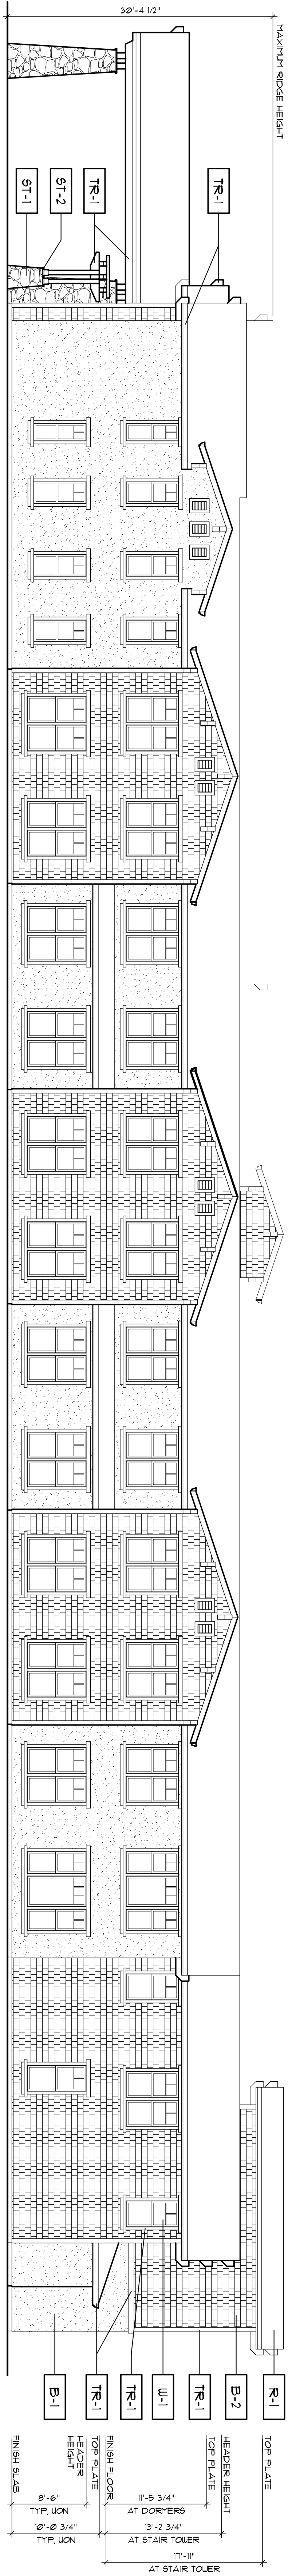 MAXIMUM RIDGE HEIGHT
30'-4 1/2"
TR-1
TR-1
ST-2
ST-1
R-1
B-2
TR-1
W-1
TR-1
TR-1
B-1
TOP PLATE
HEADER HEIGHT
TOP PLATE
FINISH FLOOR
TOP PLATE
HEADER
HEIGHT
FINISH SLAB
17'-11"
AT STAIR TOWER
13'-2 3/4"
AT STAIR TOWER
11'-5 3/4"
AT DORMERS
10'-0 3/4"
TYP, UON
8'-6"
TYP, UON